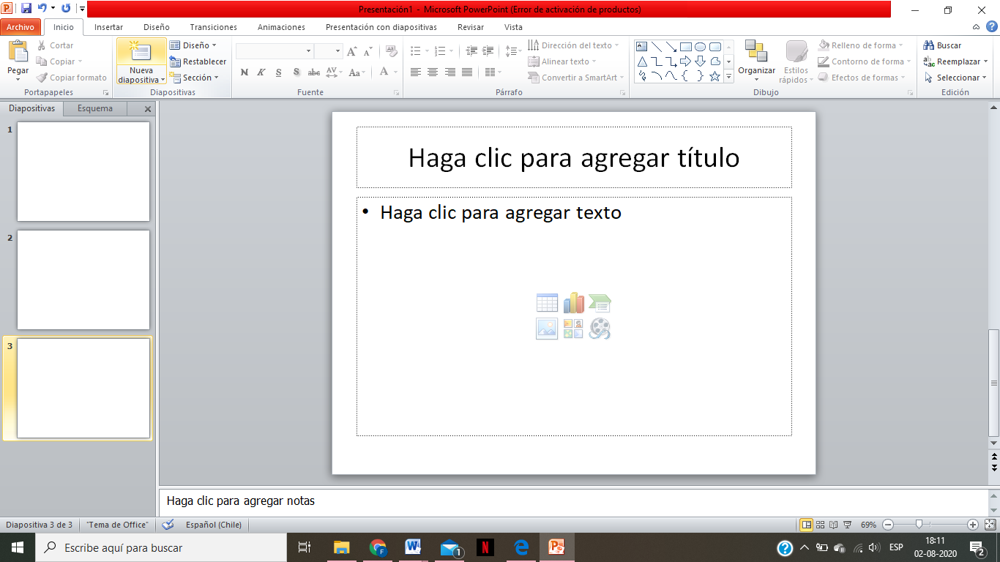 Presentación1 - Microsoft PowerPoint (Error de activación de productos)
Archivo Inicio Insertar Diseño Transiciones Animaciones Presentación con diapositivas Revisar Vista
Pegar
Cortar
Copiar
Copiar formato
Portapapeles
Nueva diapositiva
Diseño
Restablecer
Sección
Diapositivas
N K S S abc AV Aa A
Fuente
Dirección del texto
Alinear texto
Convertir a SmartArt
Párrafo
Organizar
Estilos rápidos
Relleno de forma
Contorno de forma
Efectos de formas
Dibujo
Buscar
Reemplazar
Seleccionar
Edición
Diapositivas Esquema
1
2
3
Haga clic para agregar título
• Haga clic para agregar texto
Haga clic para agregar notas
Diapositiva 3 de 3 "Tema de Office" Español (Chile) 69%
Escribe aquí para buscar
F
W
1
N
e
P
ESP
18:11
02-08-2020
2